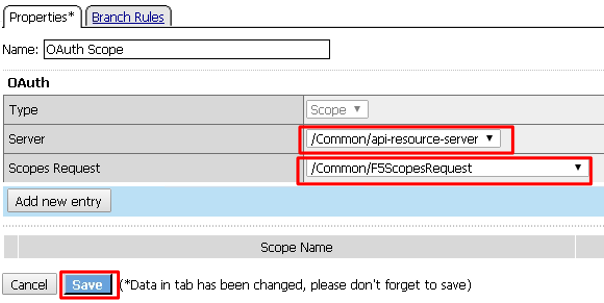 Properties* Branch Rules
Name: OAuth Scope
OAuth
Type Scope
Server /Common/api-resource-server
Scopes Request /Common/F5ScopesRequest
Add new entry
Scope Name
Cancel Save (*Data in tab has been changed, please don't forget to save)